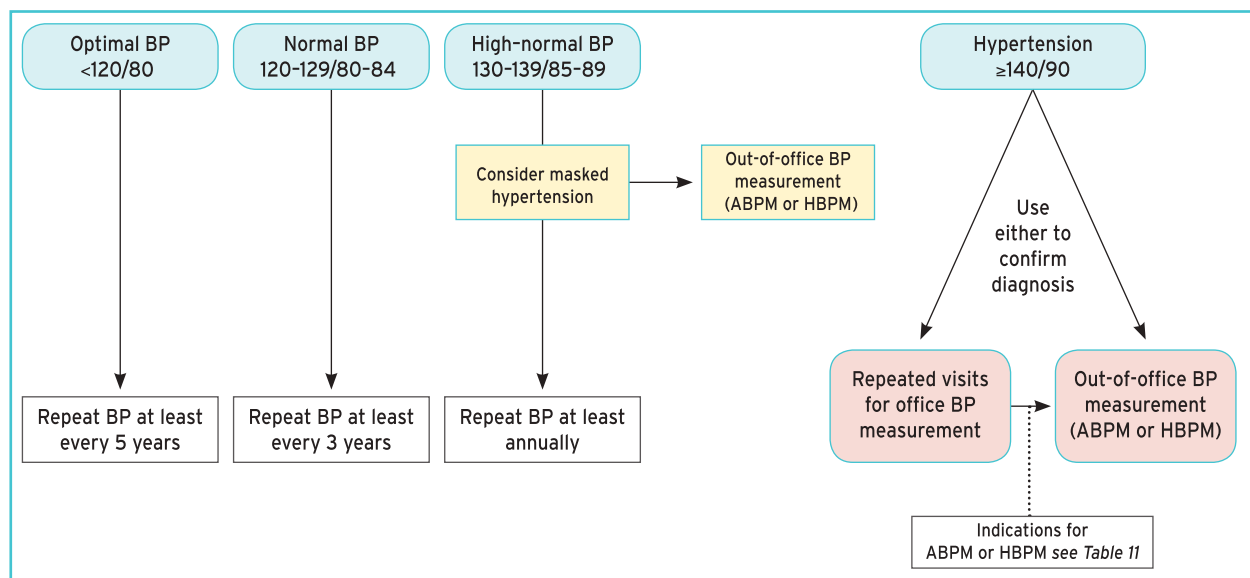 Optimal BP
<120/80
Normal BP
120–129/80–84
High–normal BP
130–139/85–89
Hypertension
≥140/90
Consider masked
hypertension
Out-of-office BP
measurement
(ABPM or HBPM)
Use
either to
confirm
diagnosis
Repeat BP at least
every 5 years
Repeat BP at least
every 3 years
Repeat BP at least
annually
Repeated visits
for office BP
measurement
Out-of-office BP
measurement
(ABPM or HBPM)
Indications for
ABPM or HBPM see Table 11